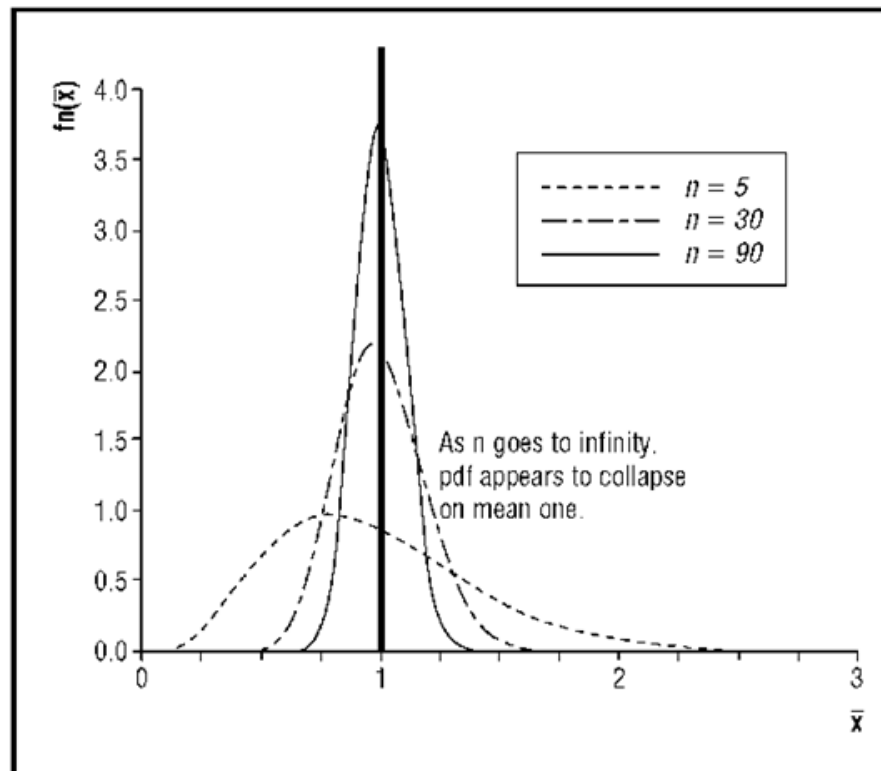 fn(x̅)
4.0
3.5
3.0
2.5
2.0
1.5
1.0
0.5
0.0
n = 5
n = 30
n = 90
As n goes to infinity,
pdf appears to collapse
on mean one.
0 1 2 3
x̅